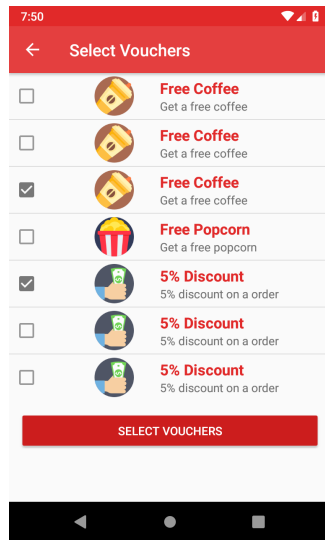 7:50
Select Vouchers
Free Coffee
Get a free coffee
Free Coffee
Get a free coffee
Free Coffee
Get a free coffee
Free Popcorn
Get a free popcorn
5% Discount
5% discount on a order
5% Discount
5% discount on a order
5% Discount
5% discount on a order
SELECT VOUCHERS